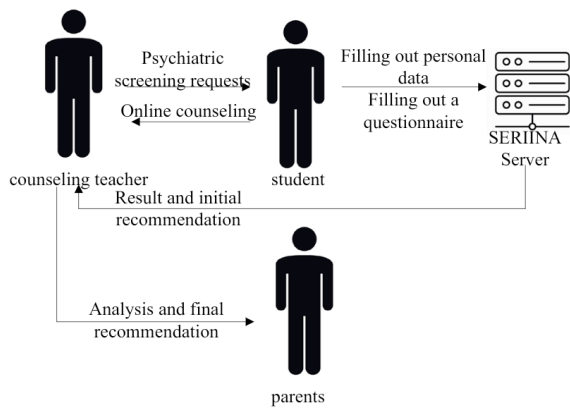 Psychiatric
screening requests
Online counseling
Filling out personal
data
Filling out a
questionnaire
SERIINA
Server
counseling teacher
student
Result and initial
recommendation
Analysis and final
recommendation
parents